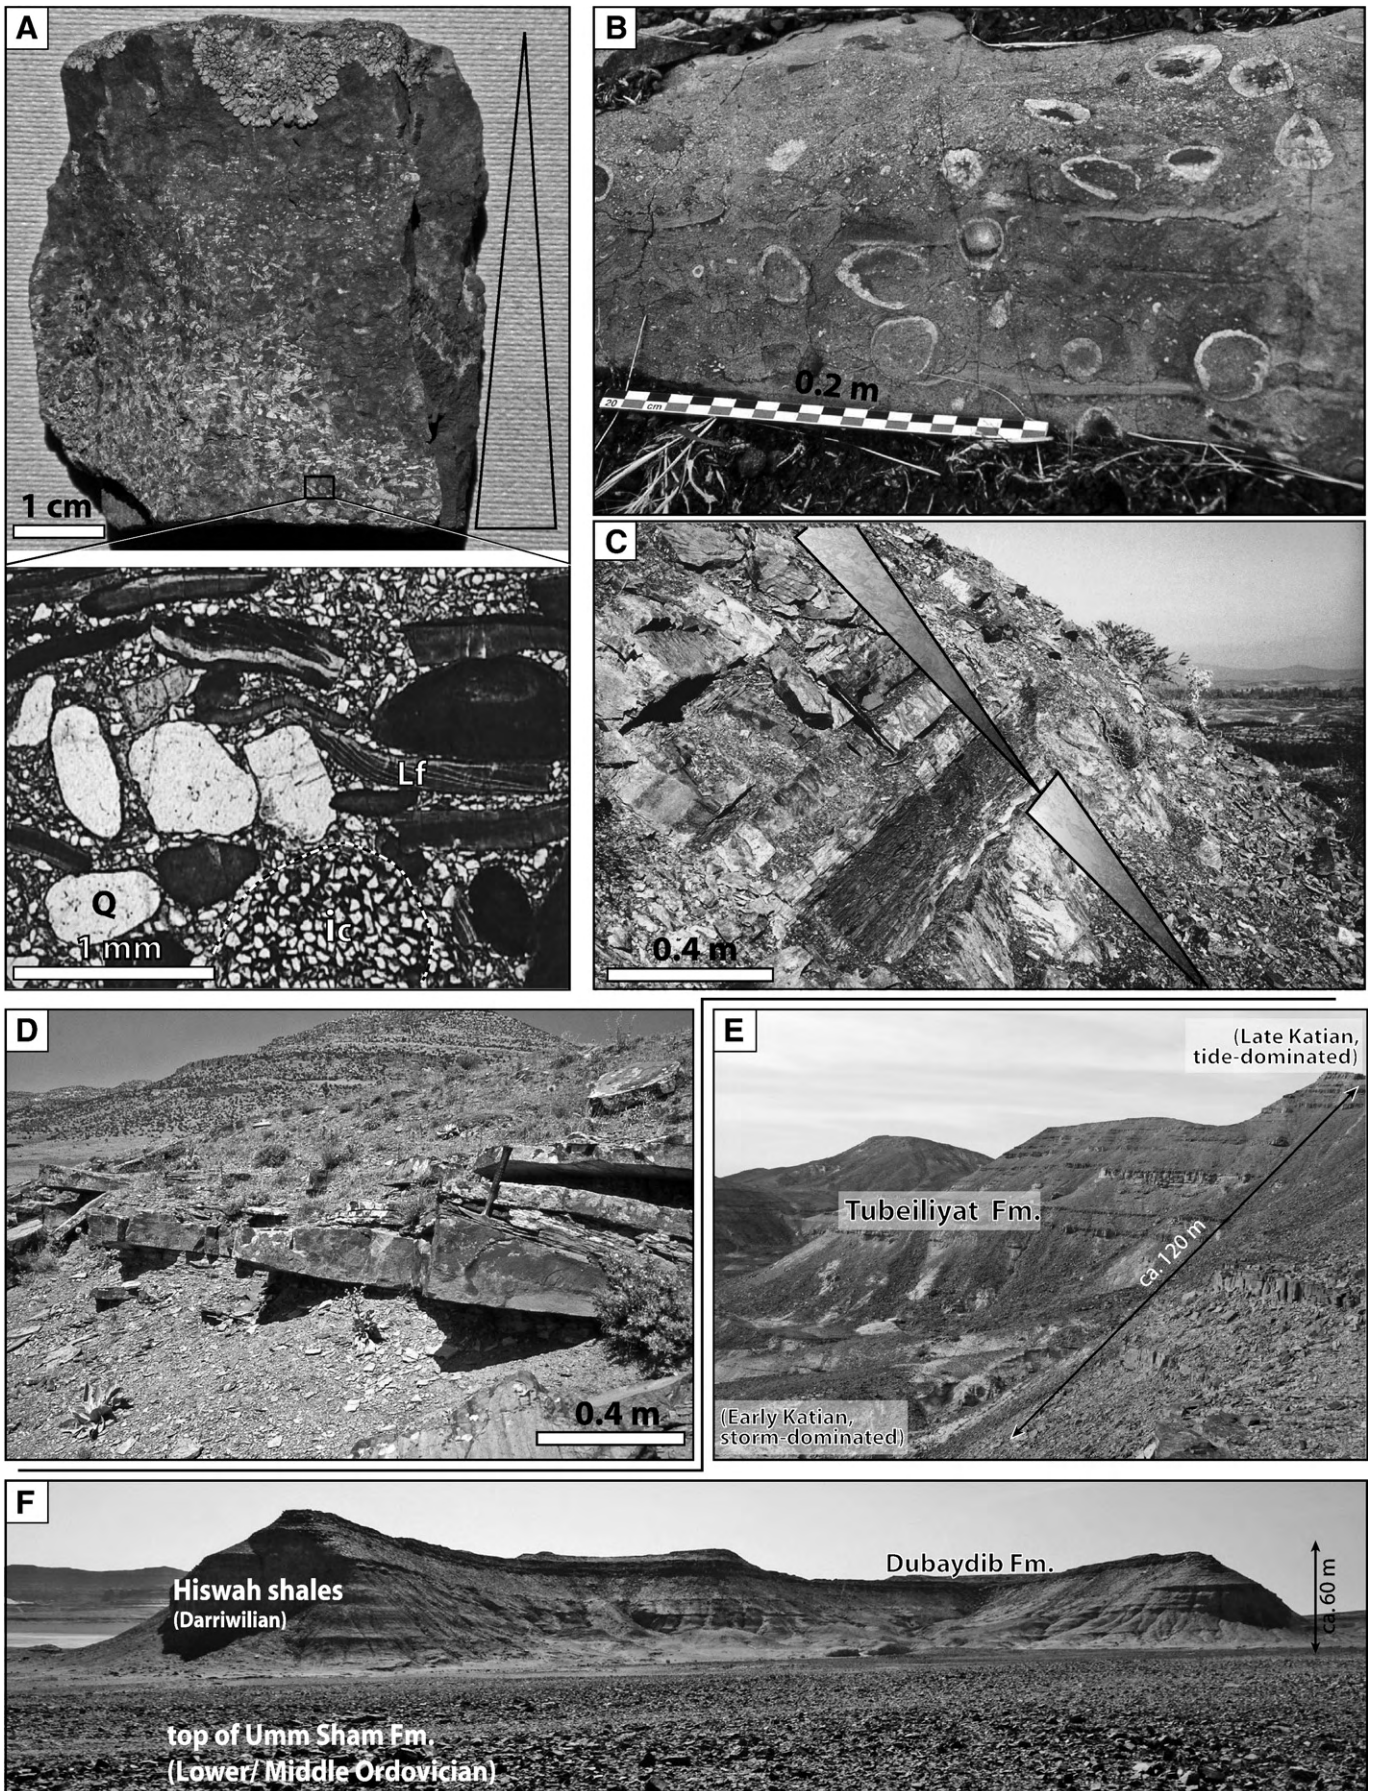 A
1 cm
Lf
Q
ic
1 mm
B
0.2 m
20 cm
C
0.4 m
D
0.4 m
E
(Late Katian,
tide-dominated)
Tubeiliyat Fm.
ca. 120 m
(Early Katian,
storm-dominated)
F
Hiswah shales
(Darriwilian)
Dubaydib Fm.
ca. 60 m
top of Umm Sham Fm.
(Lower/ Middle Ordovician)